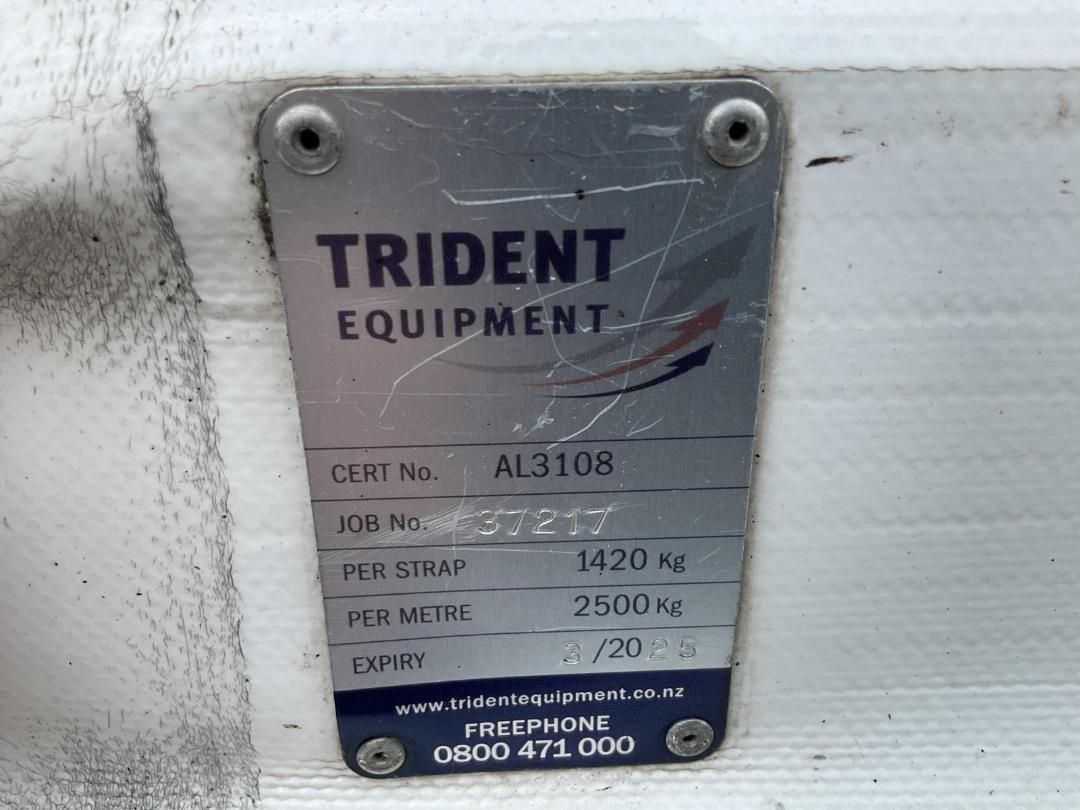 TRIDENT
EQUIPMENT
CERT No. AL3108
JOB No. 37217
PER STRAP 1420 Kg
PER METRE 2500 Kg
EXPIRY 3 /2025
www.tridentequipment.co.nz
FREEPHONE
0800 471 000